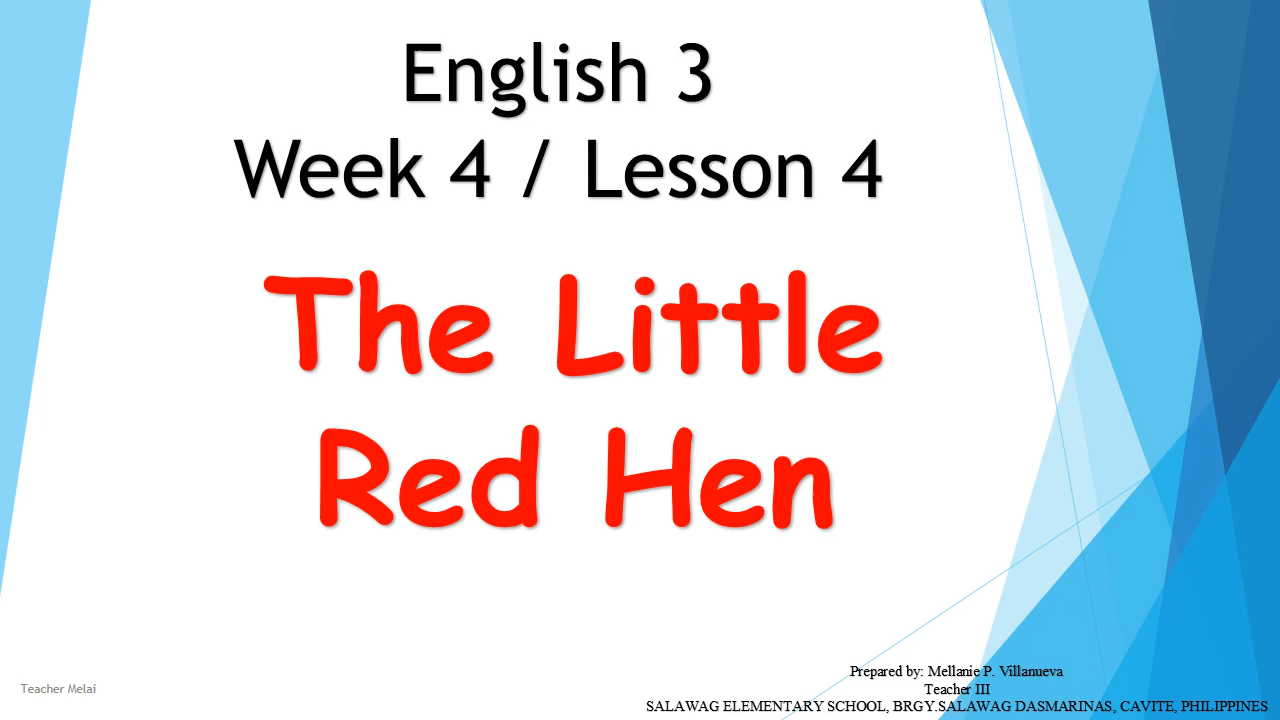 English 3
Week 4 / Lesson 4
The Little
Red Hen
Teacher Melai
Prepared by: Mellanie P. Villanueva
Teacher III
SALAWAG ELEMENTARY SCHOOL, BRGY.SALAWAG DASMARINAS, CAVITE, PHILIPPINES